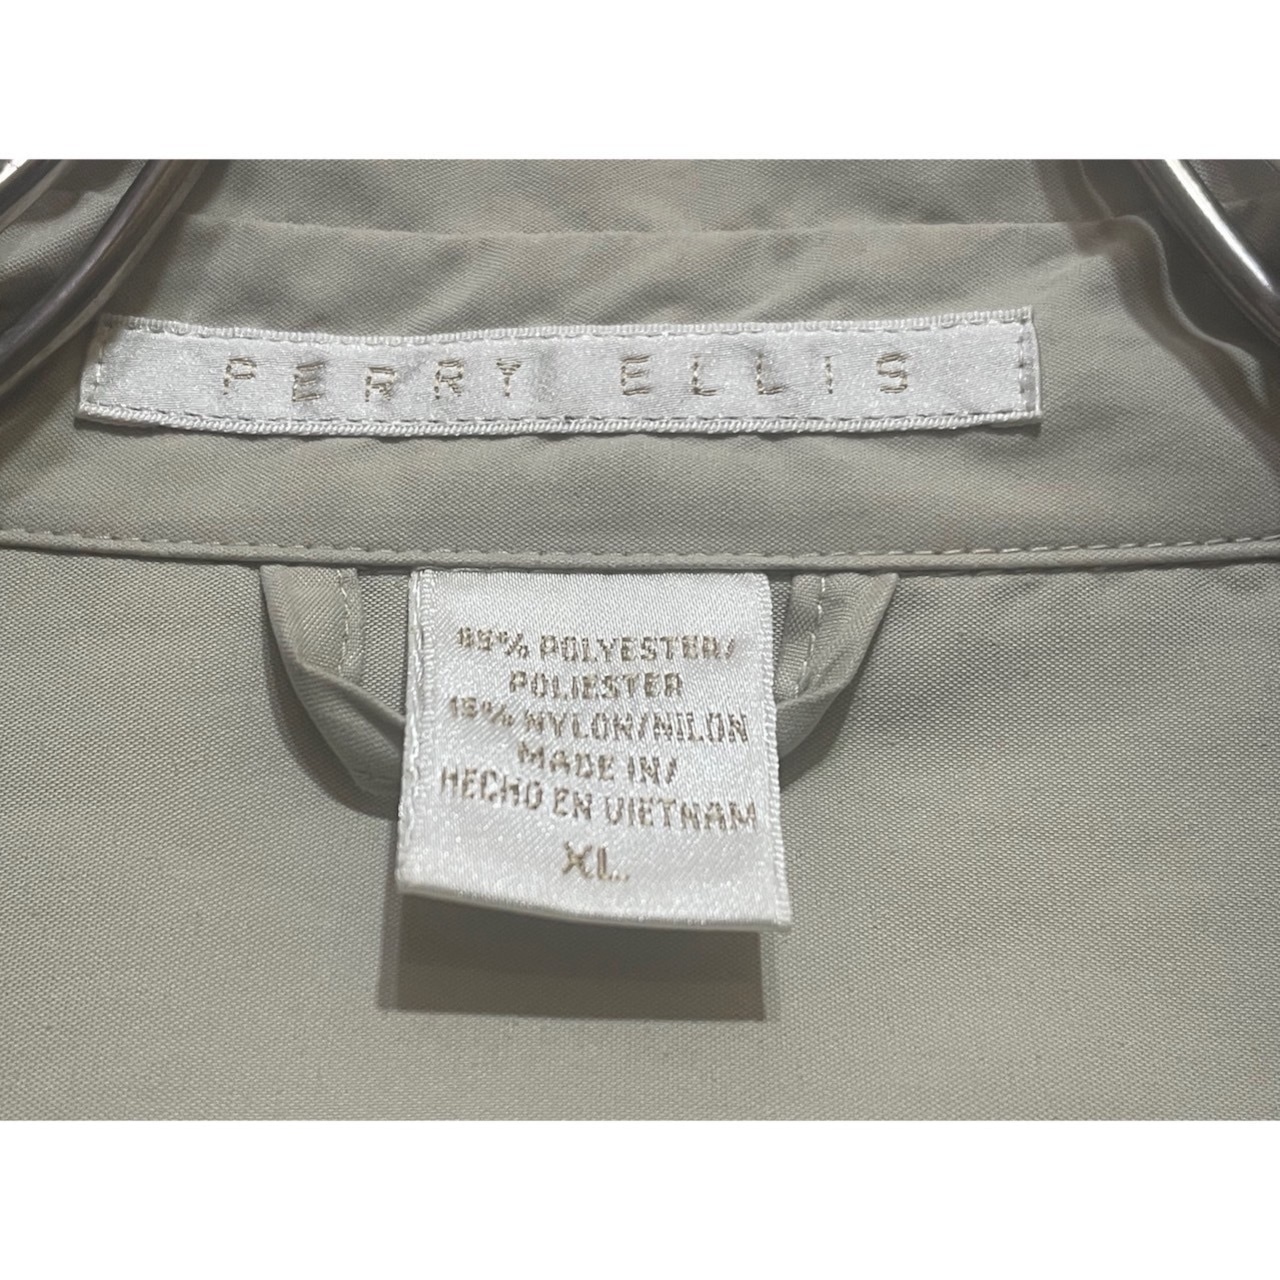 PERRY ELLIS
85% POLYESTER/
POLIESTER
15% NYLON/NILON
MADE IN/
HECHO EN VIETNAM
XL